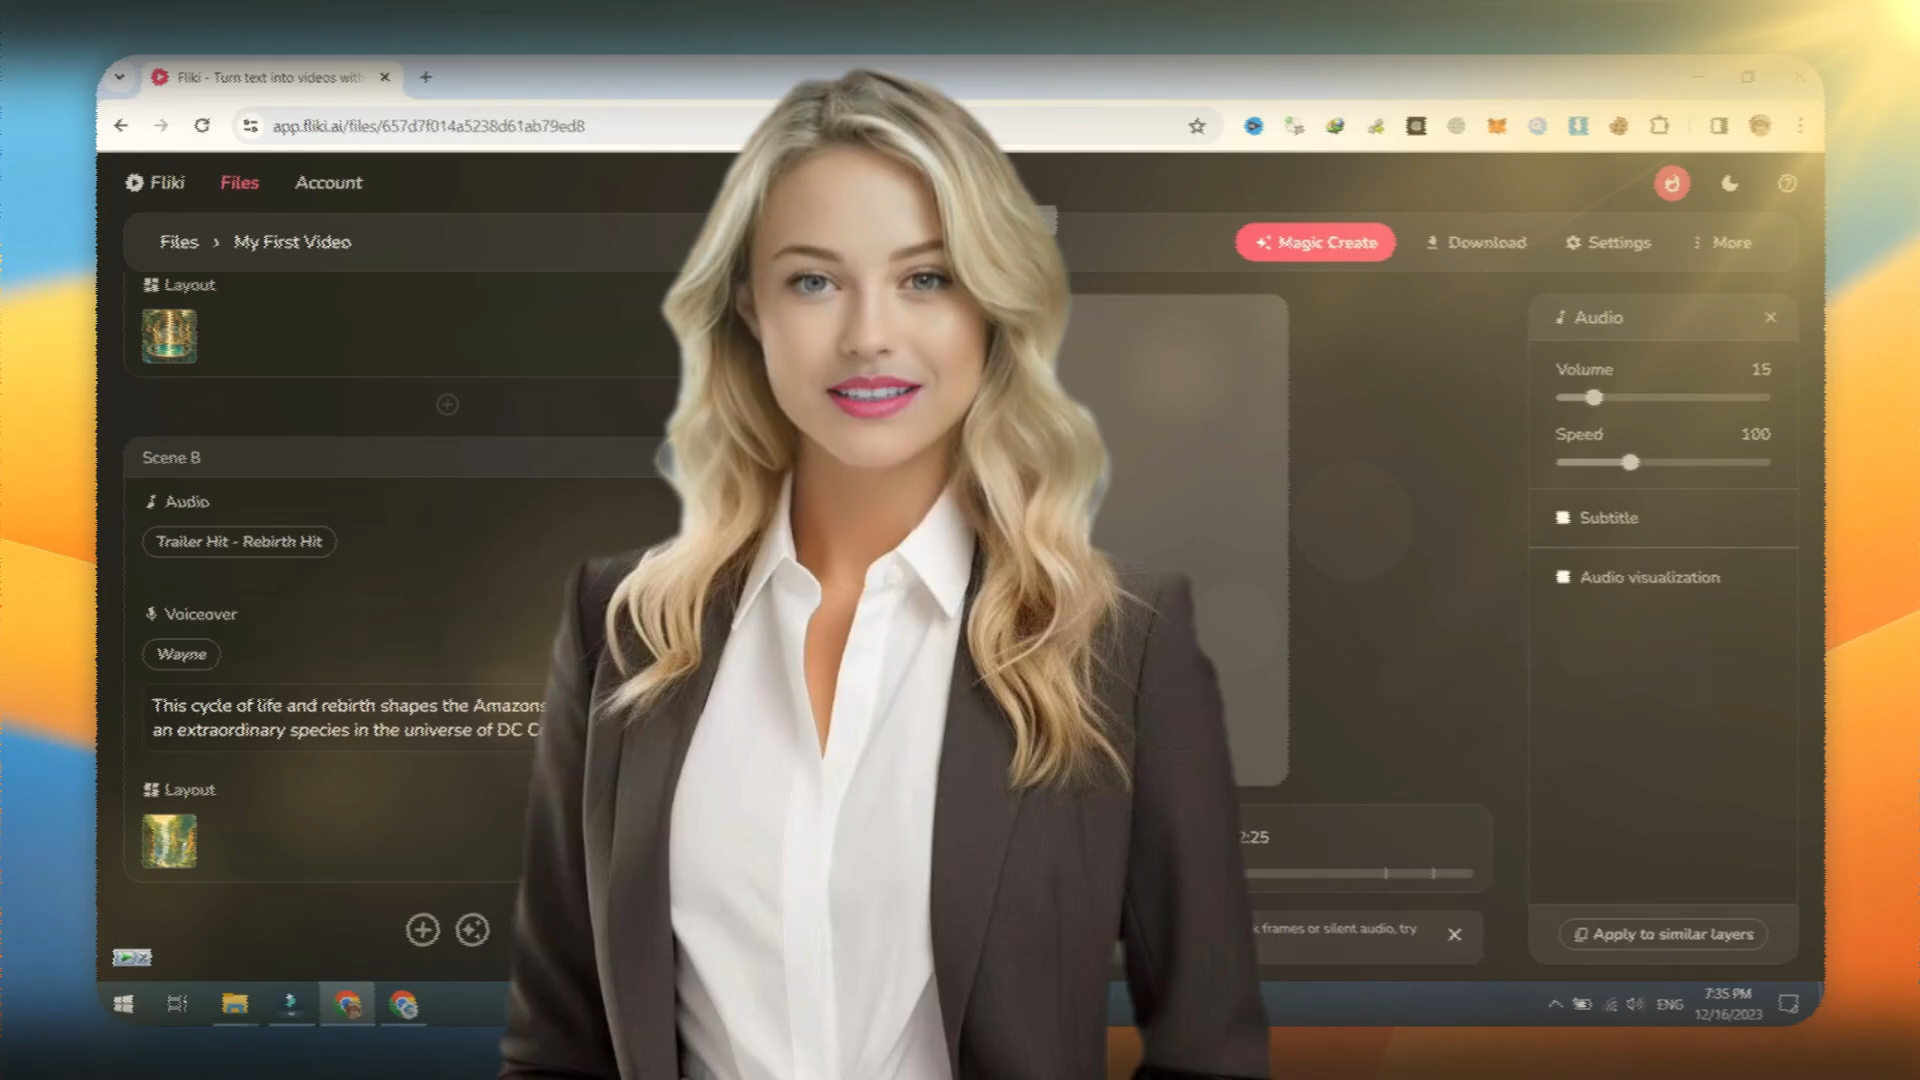 Fliki - Turn text into videos with
app.fliki.ai/files/657d7f014a5238d61ab79ed8
Fliki Files Account
Files › My First Video
Magic Create Download Settings More
Layout
Audio
Volume 15
Speed 100
Subtitle
Audio visualization
Scene B
Audio
Trailer Hit - Rebirth Hit
Voiceover
Wayne
This cycle of life and rebirth shapes the Amazons
an extraordinary species in the universe of DC
Layout
2:25
frames or silent audio, try
Apply to similar layers
ENG
7:35 PM
12/16/2023